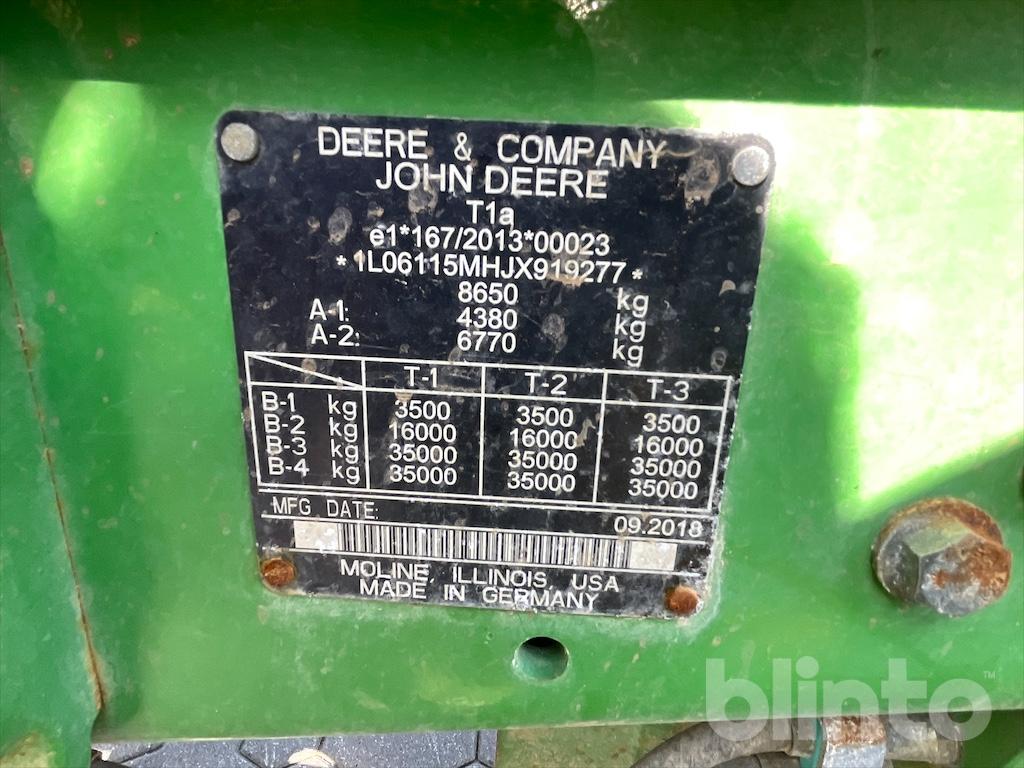 DEERE & COMPANY
JOHN DEERE
T1a
e1*167/2013*00023
*1L06115MHJX919277*
8650 kg
A-1: 4380 kg
A-2: 6770 kg
T-1 T-2 T-3
B-1 kg 3500 3500 3500
B-2 kg 16000 16000 16000
B-3 kg 35000 35000 35000
B-4 kg 35000 35000 35000
MFG DATE: 09.2018
MOLINE, ILLINOIS, USA
MADE IN GERMANY
blinto™